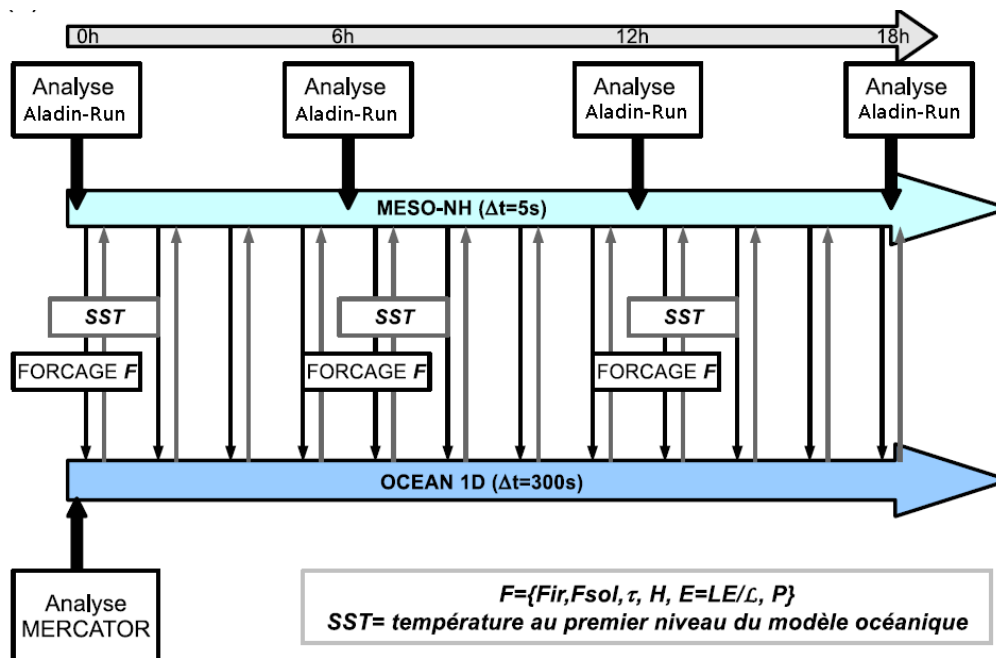 0h 6h 12h 18h
Analyse
Aladin-Run
Analyse
Aladin-Run
Analyse
Aladin-Run
Analyse
Aladin-Run
MESO-NH (Δt=5s)
SST
SST
SST
FORCAGE F
FORCAGE F
FORCAGE F
OCEAN 1D (Δt=300s)
Analyse
MERCATOR
F={Fir,Fsol,τ, H, E=LE/ℒ, P}
SST= température au premier niveau du modèle océanique